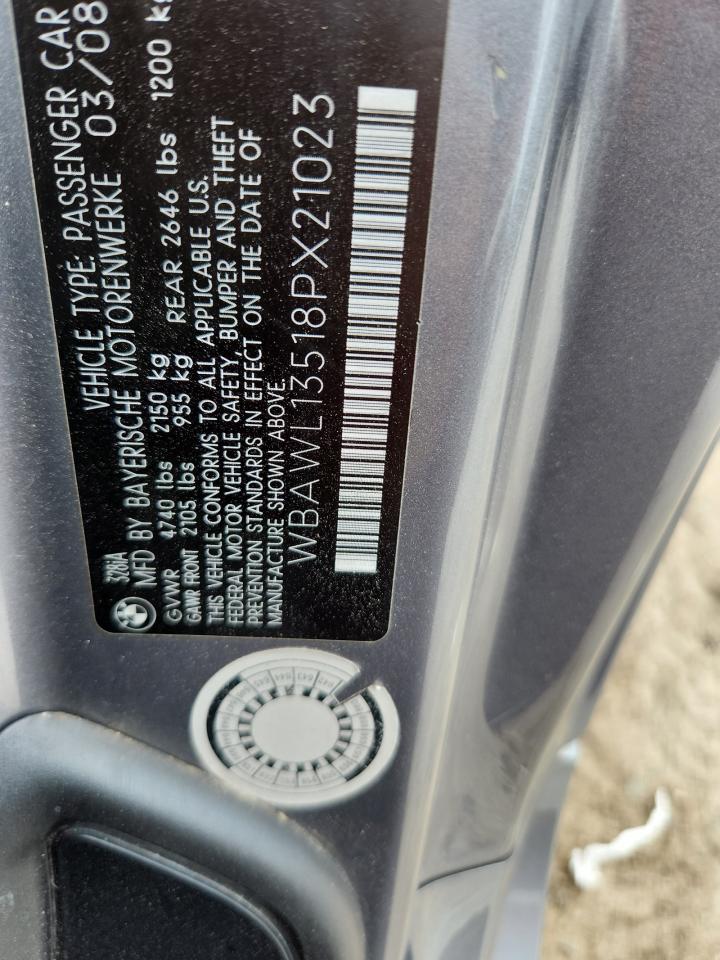 328iA VEHICLE TYPE: PASSENGER CAR
MFD BY BAYERISCHE MOTORENWERKE 03/08
GVWR 4740 lbs 2150 kg
GAWR FRONT 2105 lbs 955 kg REAR 2646 lbs 1200 kg
THIS VEHICLE CONFORMS TO ALL APPLICABLE U.S.
FEDERAL MOTOR VEHICLE SAFETY, BUMPER AND THEFT
PREVENTION STANDARDS IN EFFECT ON THE DATE OF
MANUFACTURE SHOWN ABOVE.
WBAWL13518PX21023